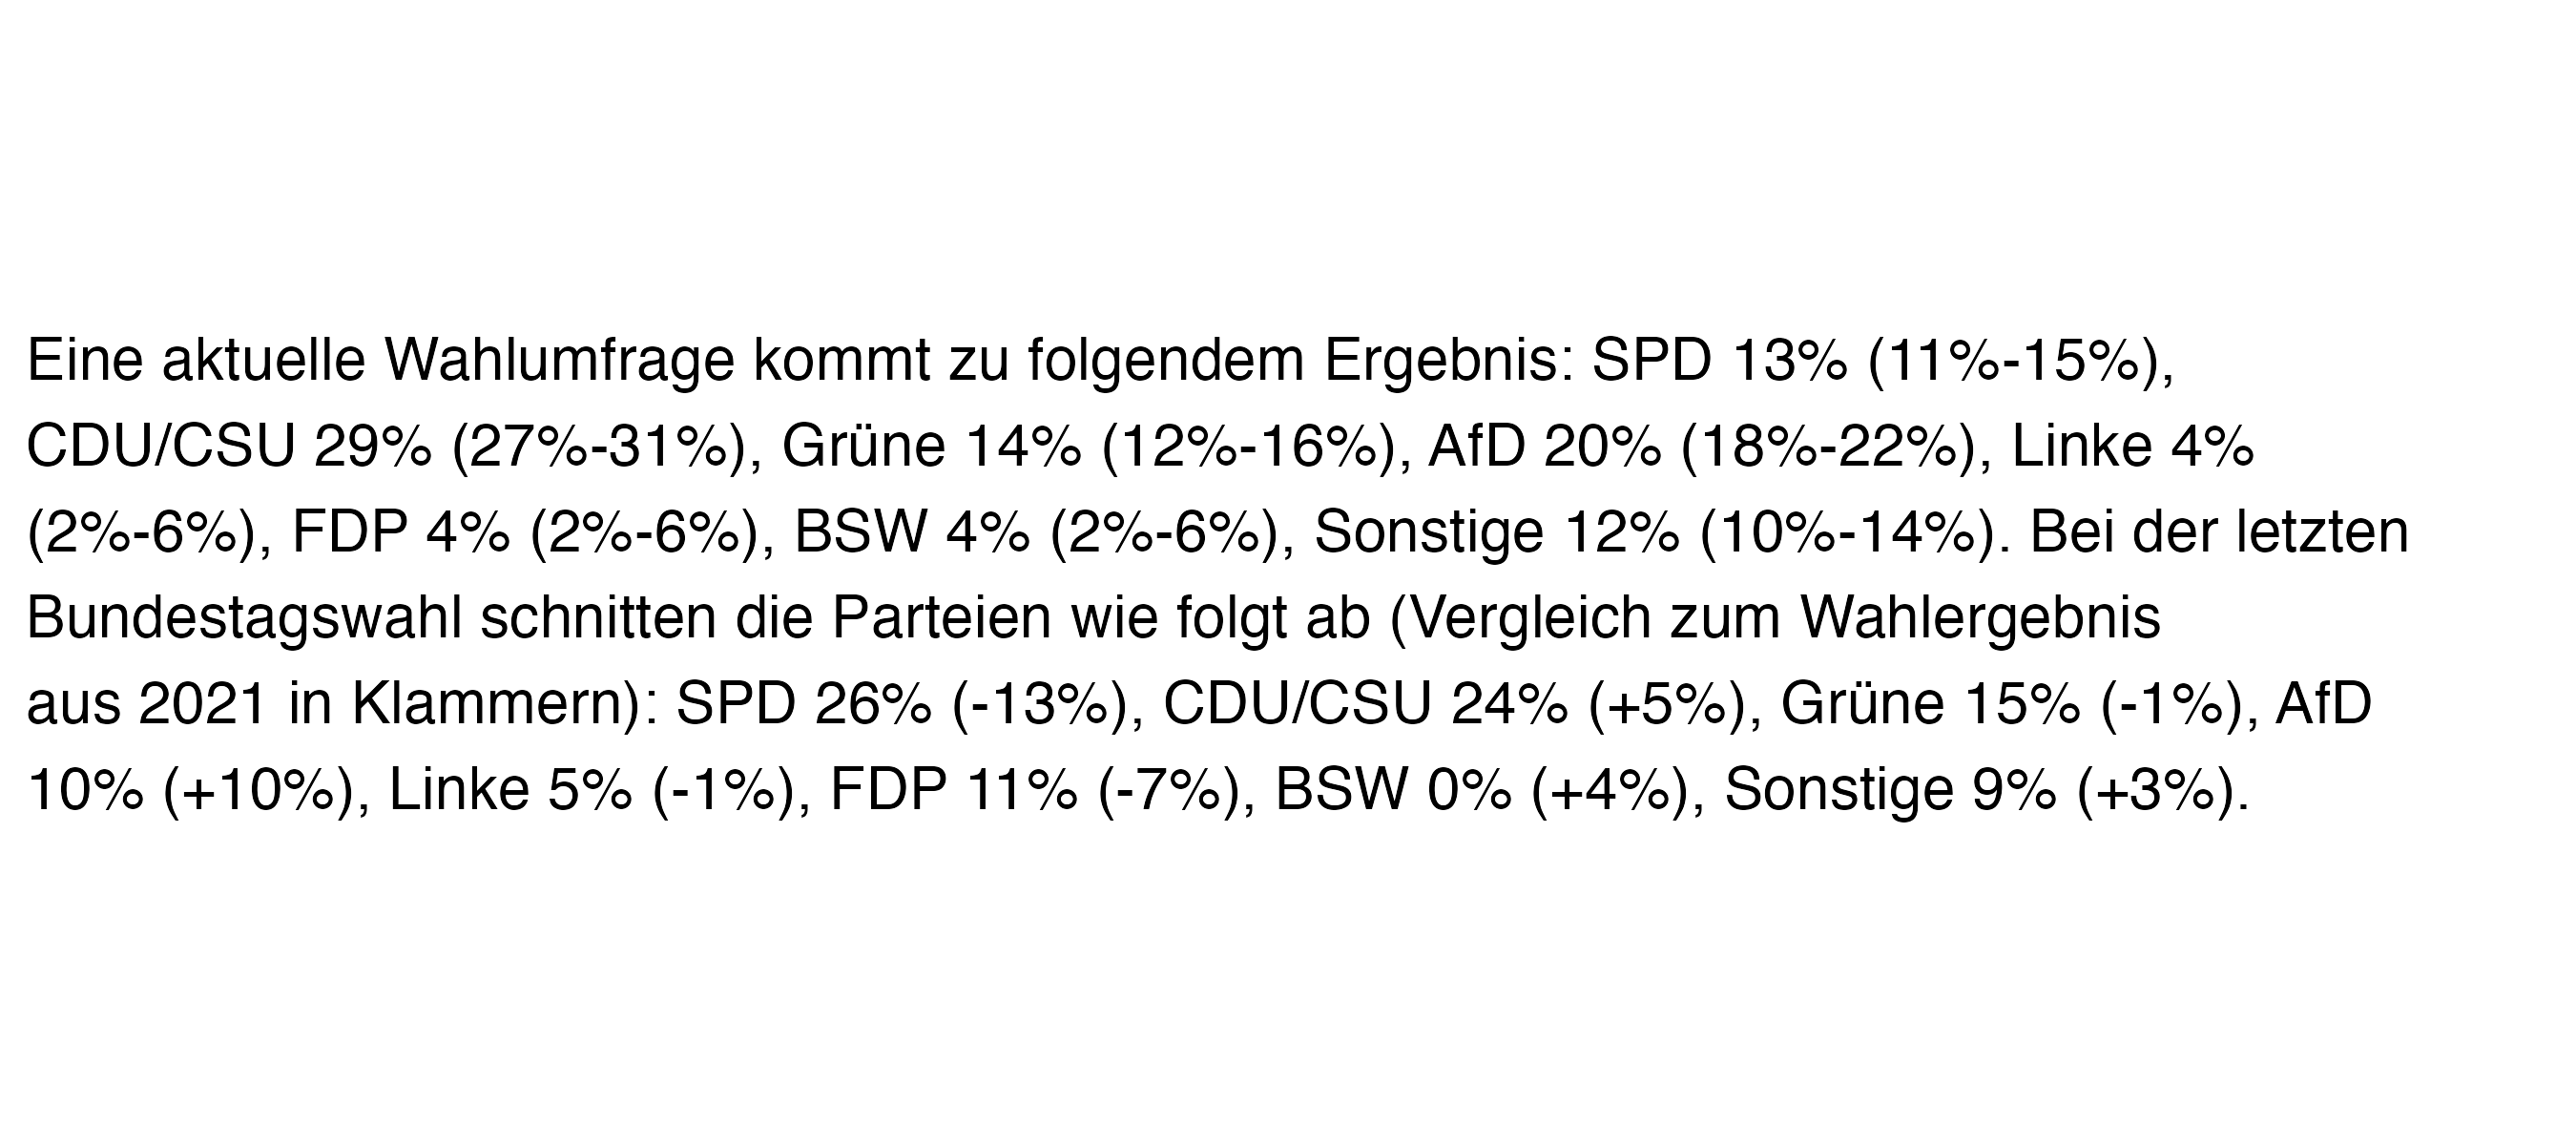 Eine aktuelle Wahlumfrage kommt zu folgendem Ergebnis: SPD 13% (11%-15%),
CDU/CSU 29% (27%-31%), Grüne 14% (12%-16%), AfD 20% (18%-22%), Linke 4%
(2%-6%), FDP 4% (2%-6%), BSW 4% (2%-6%), Sonstige 12% (10%-14%). Bei der letzten
Bundestagswahl schnitten die Parteien wie folgt ab (Vergleich zum Wahlergebnis
aus 2021 in Klammern): SPD 26% (-13%), CDU/CSU 24% (+5%), Grüne 15% (-1%), AfD
10% (+10%), Linke 5% (-1%), FDP 11% (-7%), BSW 0% (+4%), Sonstige 9% (+3%).